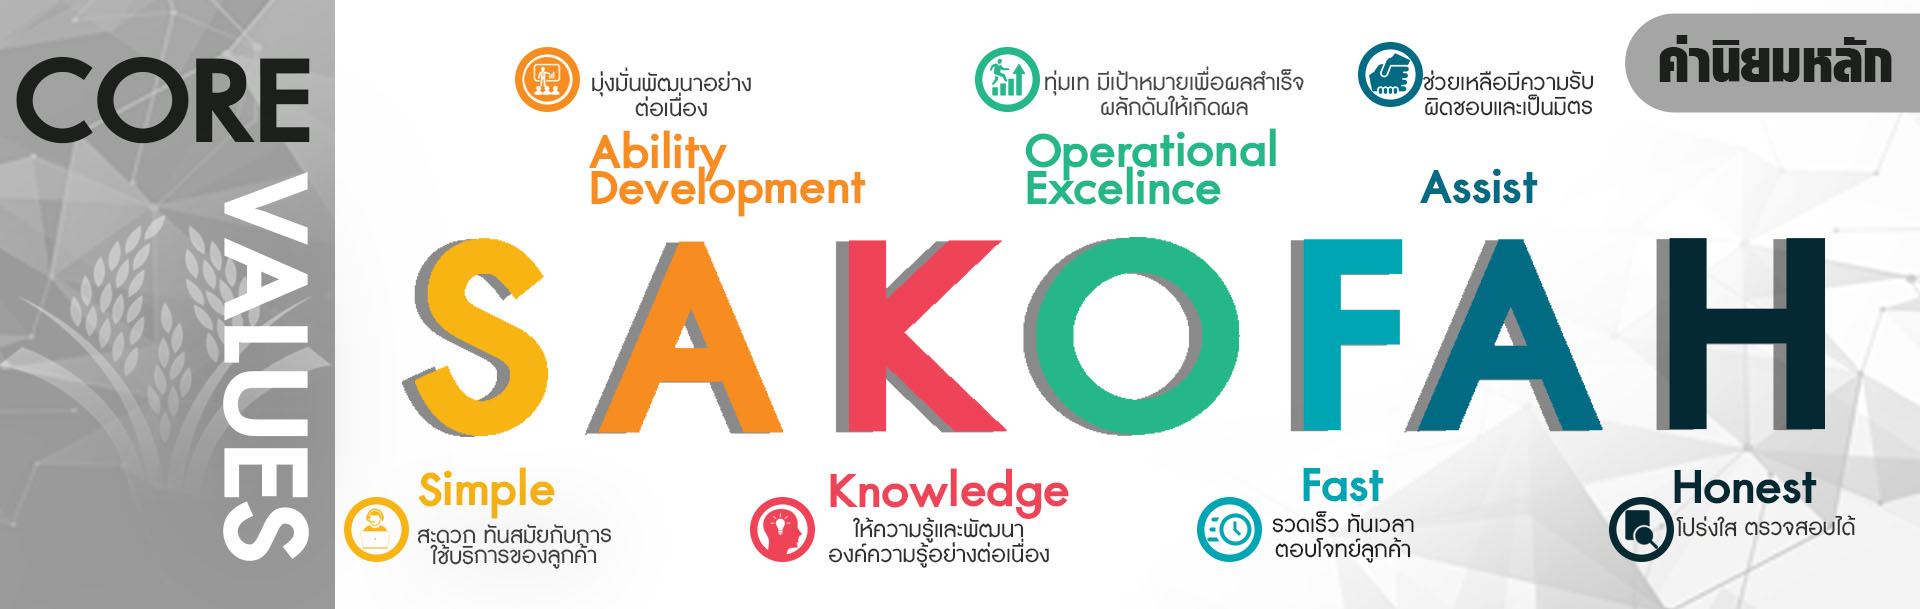 CORE
VALUES
ค่านิยมหลัก
มุ่งมั่นพัฒนาอย่าง
ต่อเนื่อง
Ability
Development
ทุ่มเท มีเป้าหมายเพื่อผลสำเร็จ
ผลักดันให้เกิดผล
Operational
Excelince
ช่วยเหลือมีความรับ
ผิดชอบและเป็นมิตร
Assist
SAKOFAH
Simple
สะดวก ทันสมัยกับการ
ใช้บริการของลูกค้า
Knowledge
ให้ความรู้และพัฒนา
องค์ความรู้อย่างต่อเนื่อง
Fast
รวดเร็ว ทันเวลา
ตอบโจทย์ลูกค้า
Honest
โปร่งใส ตรวจสอบได้